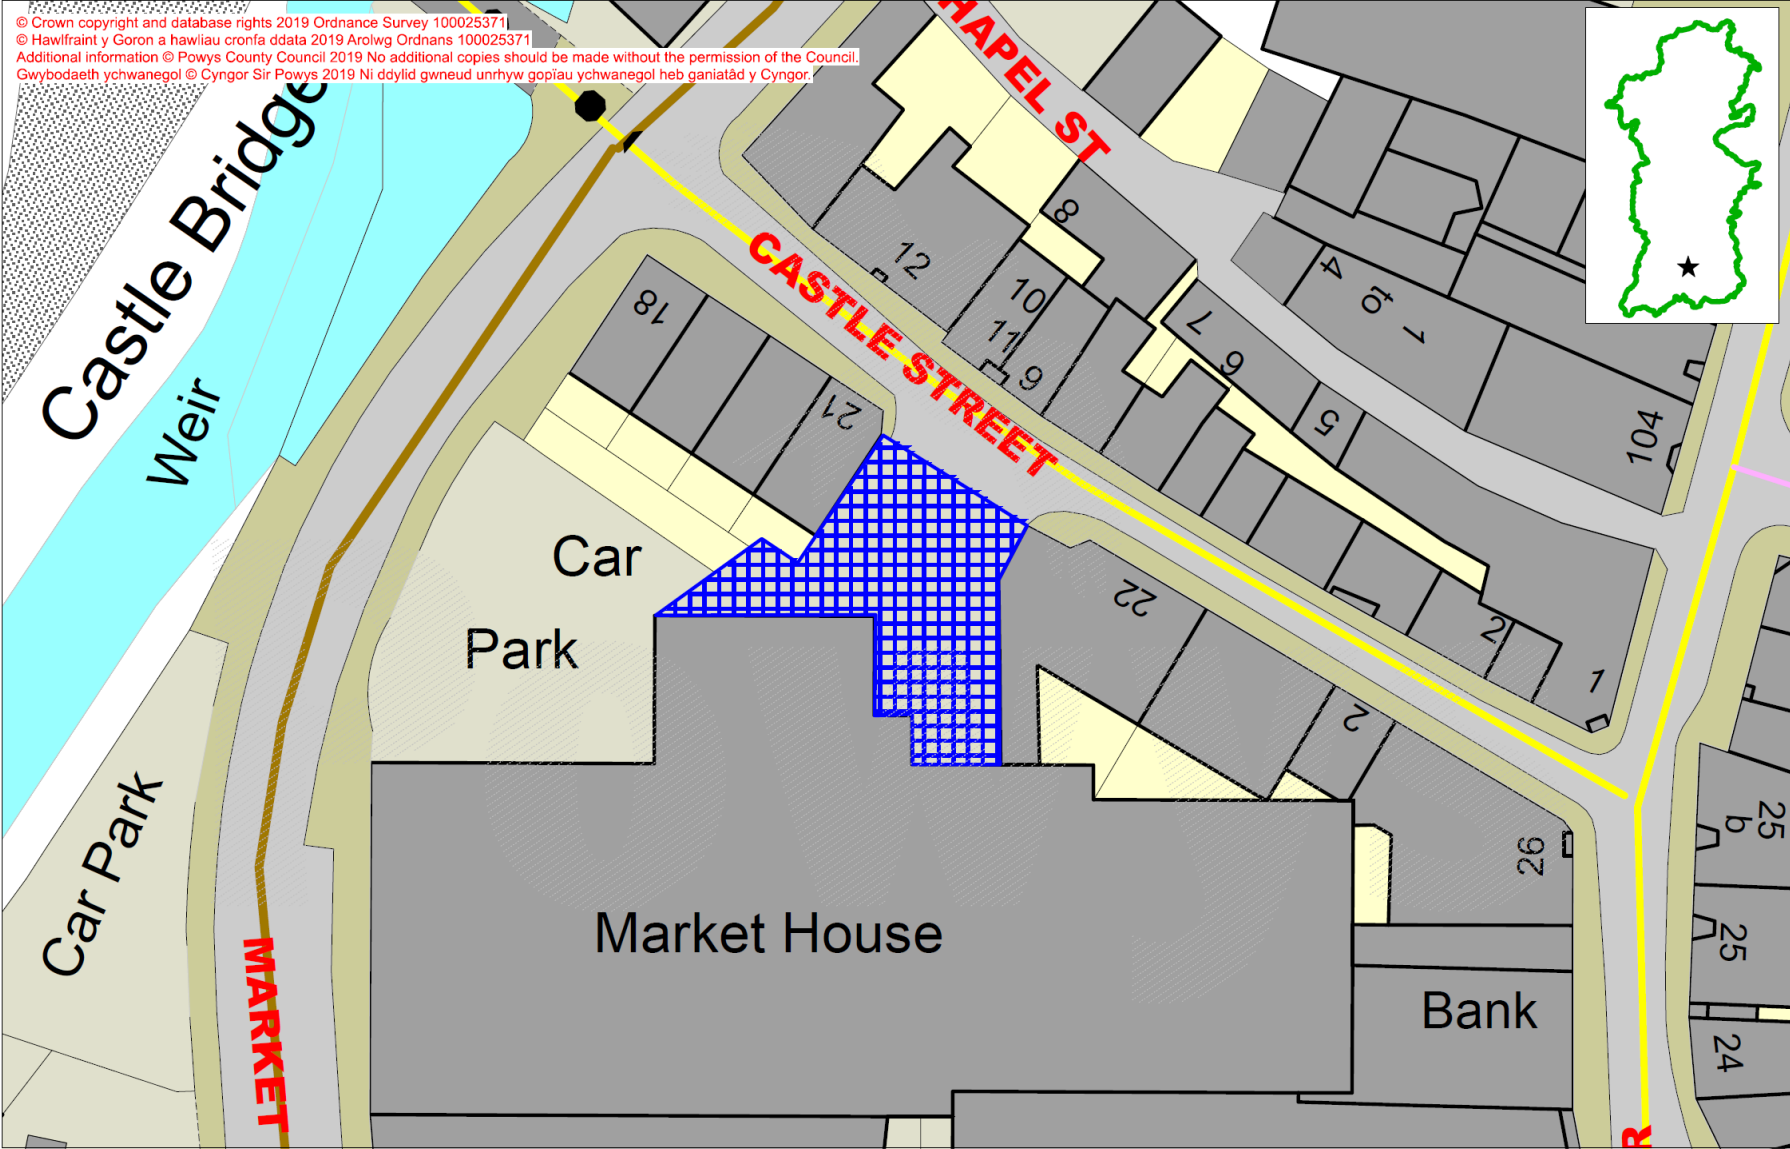 © Crown copyright and database rights 2019 Ordnance Survey 100025371
© Hawlfraint y Goron a hawliau cronfa ddata 2019 Arolwg Ordnans 100025371
Additional information © Powys County Council 2019 No additional copies should be made without the permission of the Council.
Gwybodaeth ychwanegol © Cyngor Sir Powys 2019 Ni ddylid gwneud unrhyw gopïau ychwanegol heb ganiatâd y Cyngor.
HAPEL ST
Castle Bridge
Weir
CASTLE STREET
8
12
10
11
9
18
21
7
6
5
4
to
1
104
Car
Park
22
2
1
2
Car Park
MARKET
Market House
26
Bank
25
b
25
24
R